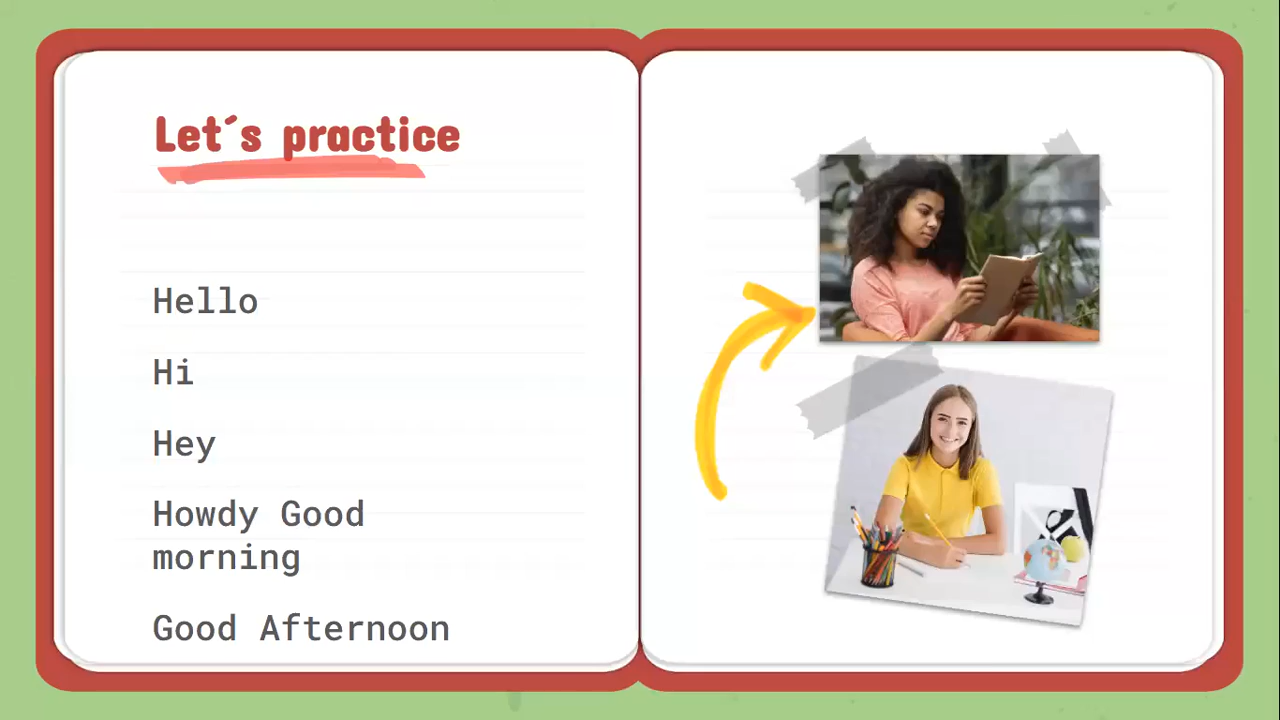 Let´s practice
Hello
Hi
Hey
Howdy Good
morning
Good Afternoon